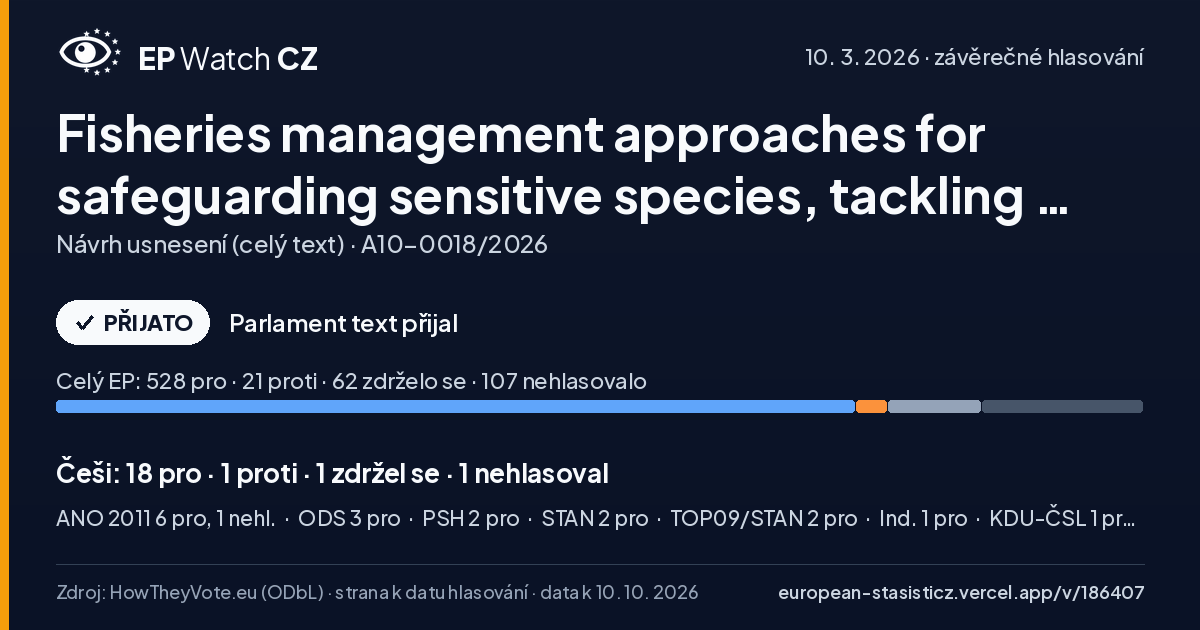 EP Watch CZ
10. 3. 2026 · závěrečné hlasování
Fisheries management approaches for
safeguarding sensitive species, tackling ...
Návrh usnesení (celý text) · A10-0018/2026
✓ PŘIJATO
Parlament text přijal
Celý EP: 528 pro · 21 proti · 62 zdrželo se · 107 nehlasovalo
Češi: 18 pro · 1 proti · 1 zdržel se · 1 nehlasoval
ANO 2011 6 pro, 1 nehl. · ODS 3 pro · PSH 2 pro · STAN 2 pro · TOP09/STAN 2 pro · Ind. 1 pro · KDU-ČSL 1 pr...
Zdroj: HowTheyVote.eu (ODbL) · strana k datu hlasování · data k 10. 10. 2026
european-stasisticz.vercel.app/v/186407